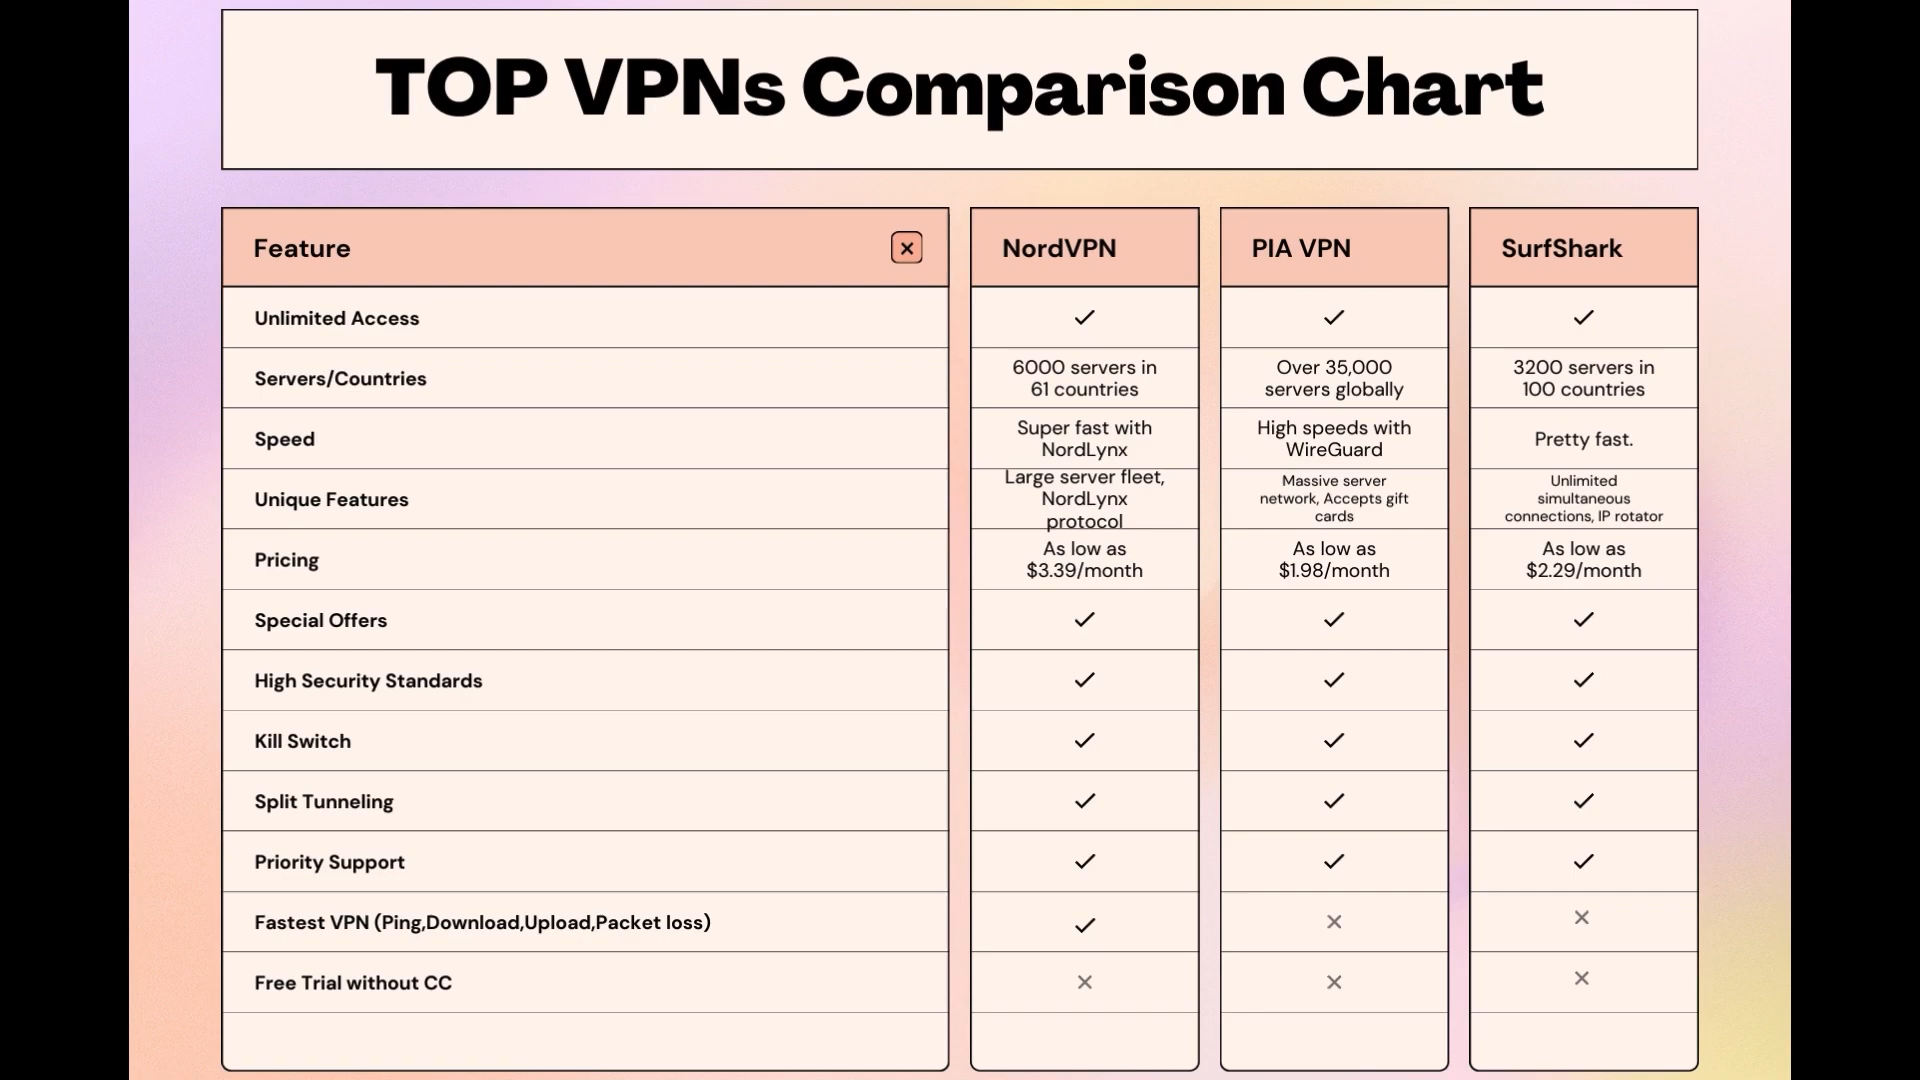 TOP VPNs Comparison Chart
Feature
NordVPN
PIA VPN
SurfShark
Unlimited Access
Servers/Countries
6000 servers in
61 countries
Over 35,000
servers globally
3200 servers in
100 countries
Speed
Super fast with
NordLynx
High speeds with
WireGuard
Pretty fast.
Unique Features
Large server fleet,
NordLynx
protocol
Massive server
network, Accepts gift
cards
Unlimited
simultaneous
connections, IP rotator
Pricing
As low as
$3.39/month
As low as
$1.98/month
As low as
$2.29/month
Special Offers
High Security Standards
Kill Switch
Split Tunneling
Priority Support
Fastest VPN (Ping,Download,Upload,Packet loss)
Free Trial without CC